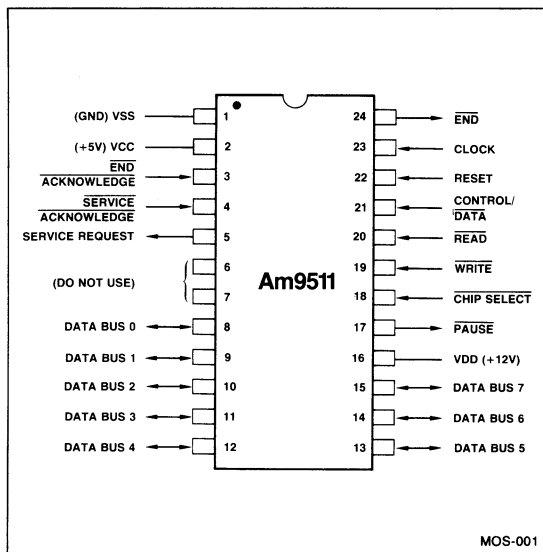 (GND) VSS
(+5V) VCC
END
ACKNOWLEDGE
SERVICE
ACKNOWLEDGE
SERVICE REQUEST
(DO NOT USE)
DATA BUS 0
DATA BUS 1
DATA BUS 2
DATA BUS 3
DATA BUS 4
1
2
3
4
5
6
7
8
9
10
11
12
Am9511
24
23
22
21
20
19
18
17
16
15
14
13
END
CLOCK
RESET
CONTROL/
DATA
READ
WRITE
CHIP SELECT
PAUSE
VDD (+12V)
DATA BUS 7
DATA BUS 6
DATA BUS 5
MOS-001